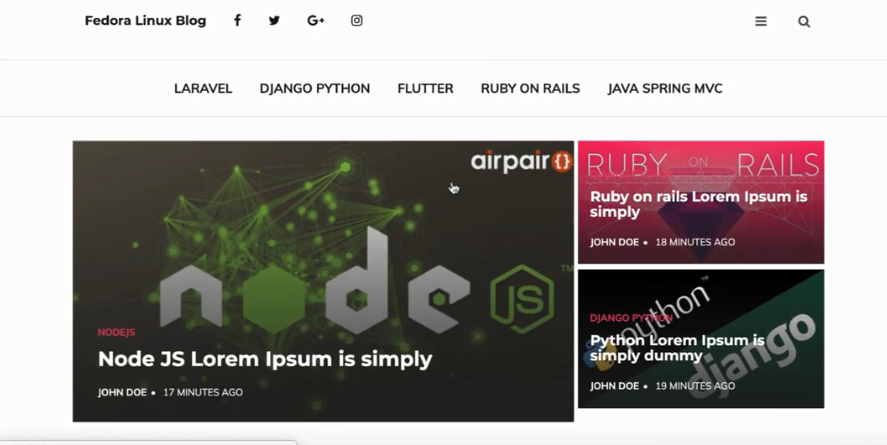 Fedora Linux Blog
LARAVEL DJANGO PYTHON FLUTTER RUBY ON RAILS JAVA SPRING MVC
airpair{}
node JS TM
NODEJS
Node JS Lorem Ipsum is simply
JOHN DOE • 17 MINUTES AGO
RUBY ON RAILS
Ruby on rails Lorem Ipsum is
simply
JOHN DOE • 18 MINUTES AGO
python TM
django
DJANGO PYTHON
Python Lorem Ipsum is
simply dummy
JOHN DOE • 19 MINUTES AGO